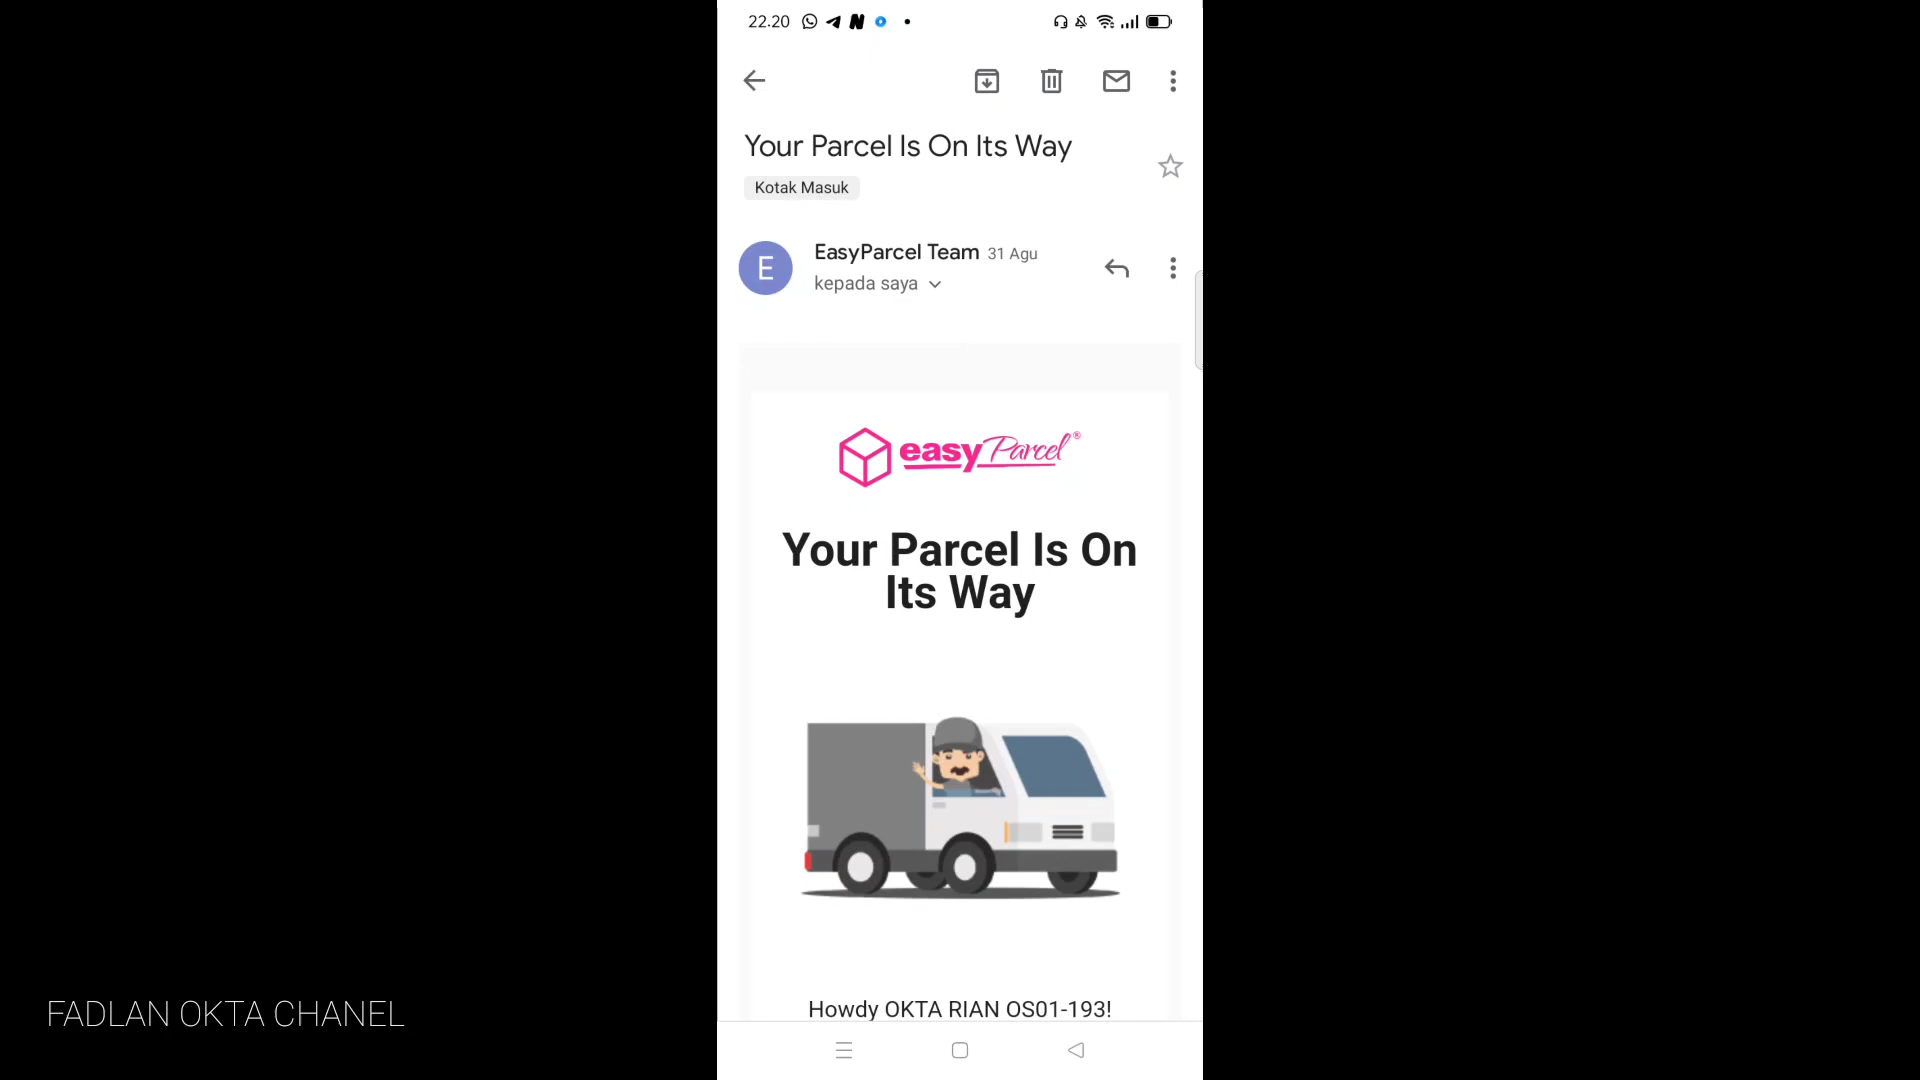 22.20
Your Parcel Is On Its Way
Kotak Masuk
E
EasyParcel Team 31 Agu
kepada saya
easyParcel®
Your Parcel Is On
Its Way
Howdy OKTA RIAN OS01-193!
FADLAN OKTA CHANEL